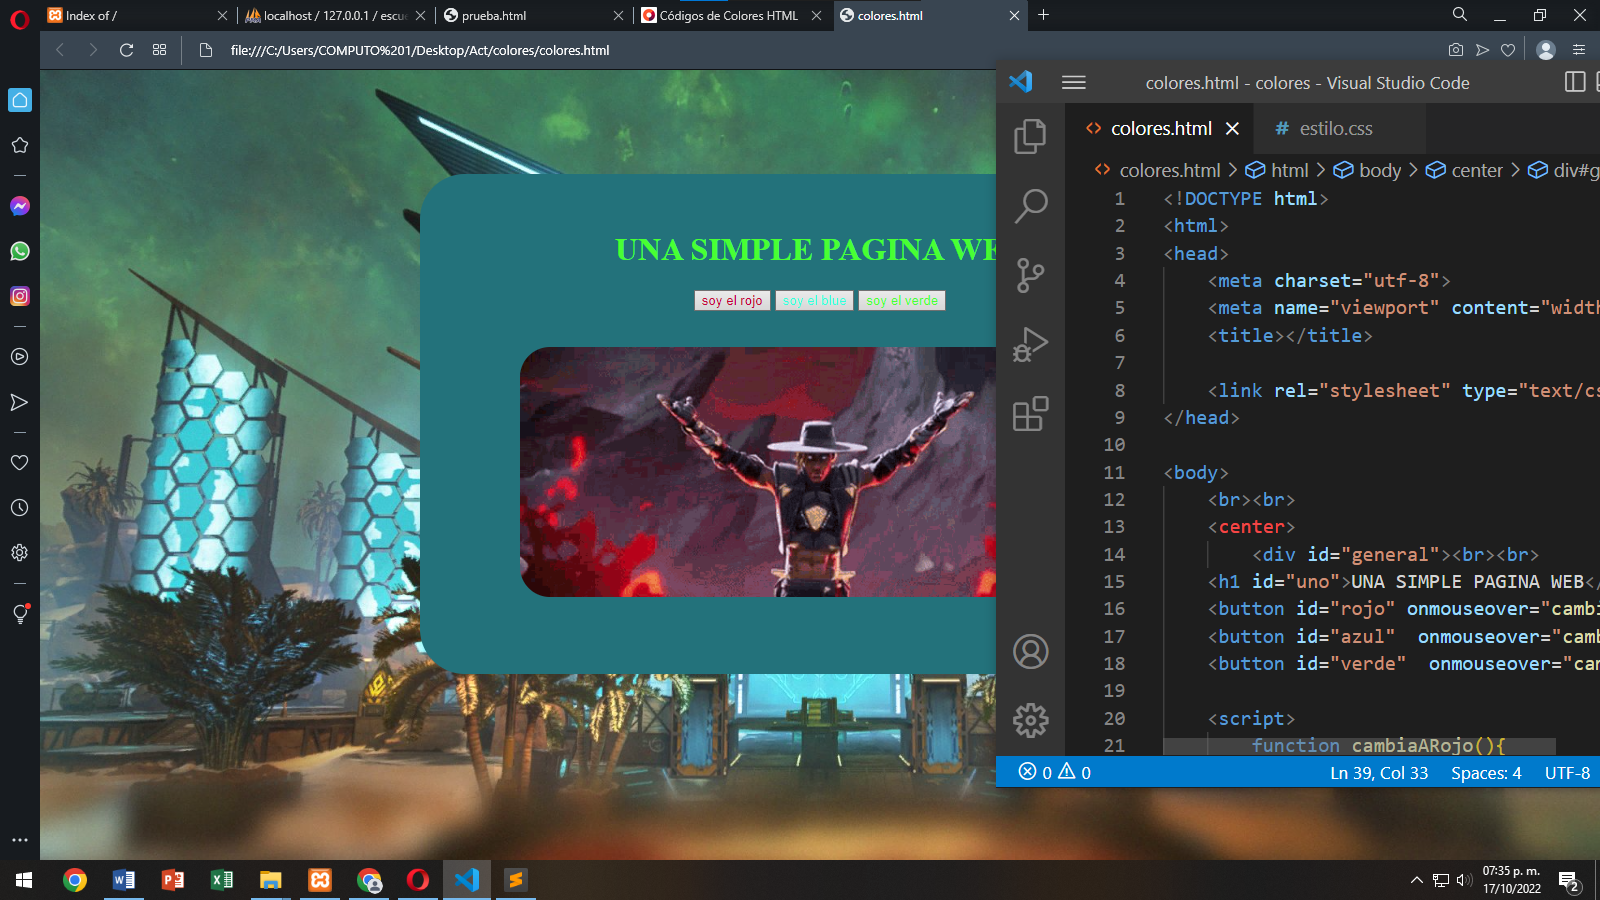 Index of /
localhost / 127.0.0.1 / escue
prueba.html
Códigos de Colores HTML
colores.html
file:///C:/Users/COMPUTO%201/Desktop/Act/colores/colores.html
UNA SIMPLE PAGINA WE
soy el rojo
soy el blue
soy el verde
colores.html - colores - Visual Studio Code
colores.html
# estilo.css
colores.html > html > body > center > div#g
1 <!DOCTYPE html>
2 <html>
3 <head>
4 <meta charset="utf-8">
5 <meta name="viewport" content="width
6 <title></title>
7
8 <link rel="stylesheet" type="text/cs
9 </head>
10
11 <body>
12 <br><br>
13 <center>
14 <div id="general"><br><br>
15 <h1 id="uno">UNA SIMPLE PAGINA WEB</
16 <button id="rojo" onmouseover="cambi
17 <button id="azul"  onmouseover="camb
18 <button id="verde"  onmouseover="cam
19
20 <script>
21 function cambiaARojo(){
0 0
Ln 39, Col 33
Spaces: 4
UTF-8
07:35 p. m.
17/10/2022
2